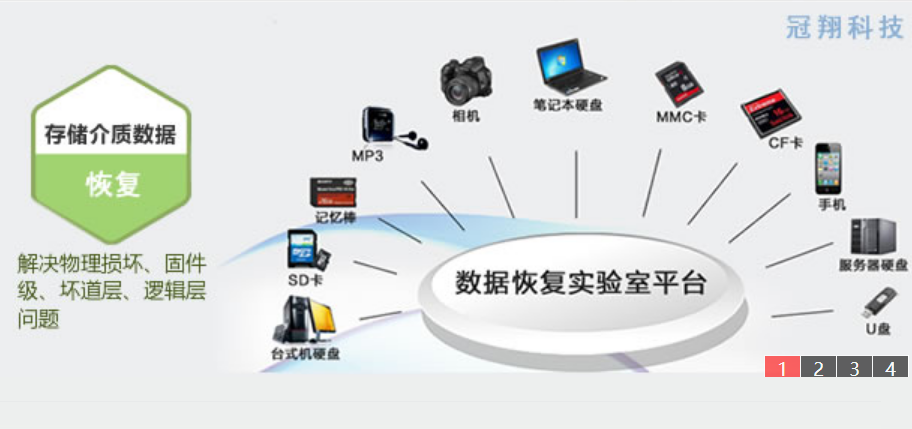 冠翔科技
存储介质数据
恢复
解决物理损坏、固件
级、坏道层、逻辑层
问题
台式机硬盘
SD卡
记忆棒
MP3
相机
笔记本硬盘
MMC卡
CF卡
手机
服务器硬盘
U盘
数据恢复实验室平台
1 2 3 4